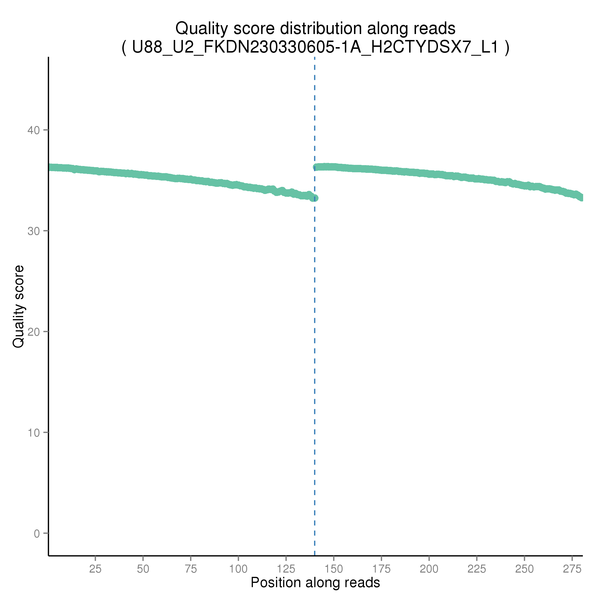 Quality score distribution along reads
( U88_U2_FKDN230330605-1A_H2CTYDSX7_L1 )
Quality score
40
30
20
10
0
25 50 75 100 125 150 175 200 225 250 275
Position along reads